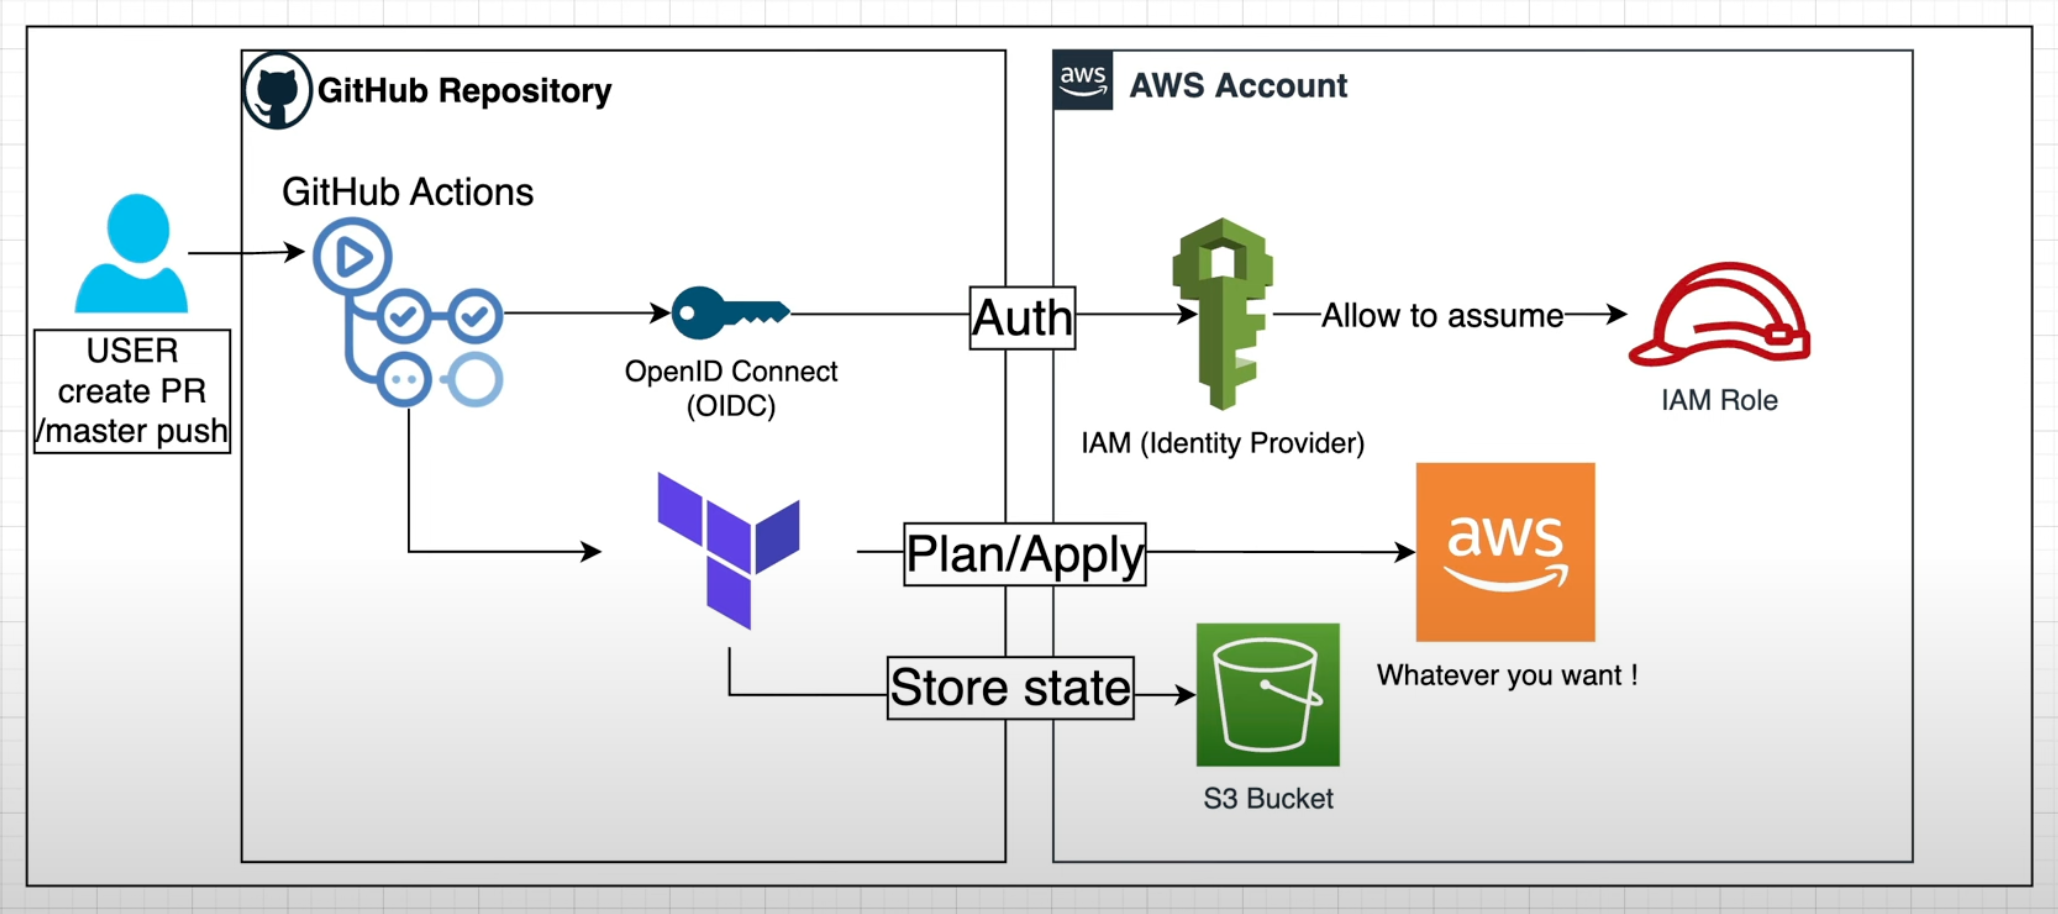 GitHub Repository
aws
AWS Account
GitHub Actions
USER
create PR
/master push
OpenID Connect
(OIDC)
Auth
Allow to assume
IAM Role
IAM (Identity Provider)
Plan/Apply
aws
Whatever you want !
Store state
S3 Bucket